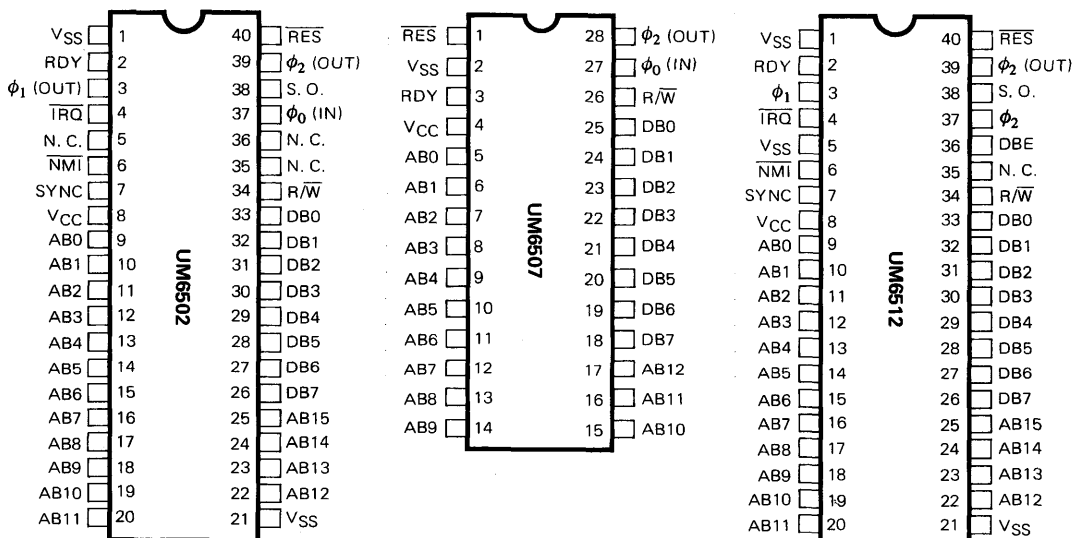 VSS 1 40 RES
RDY 2 39 ϕ2 (OUT)
ϕ1 (OUT) 3 38 S. O.
IRQ 4 37 ϕ0 (IN)
N. C. 5 36 N. C.
NMI 6 35 N. C.
SYNC 7 34 R/W
VCC 8 33 DB0
AB0 9 32 DB1
AB1 10 31 DB2
AB2 11 30 DB3
AB3 12 29 DB4
AB4 13 28 DB5
AB5 14 27 DB6
AB6 15 26 DB7
AB7 16 25 AB15
AB8 17 24 AB14
AB9 18 23 AB13
AB10 19 22 AB12
AB11 20 21 VSS
UM6502
RES 1 28 ϕ2 (OUT)
VSS 2 27 ϕ0 (IN)
RDY 3 26 R/W
VCC 4 25 DB0
AB0 5 24 DB1
AB1 6 23 DB2
AB2 7 22 DB3
AB3 8 21 DB4
AB4 9 20 DB5
AB5 10 19 DB6
AB6 11 18 DB7
AB7 12 17 AB12
AB8 13 16 AB11
AB9 14 15 AB10
UM6507
VSS 1 40 RES
RDY 2 39 ϕ2 (OUT)
ϕ1 3 38 S. O.
IRQ 4 37 ϕ2
VSS 5 36 DBE
NMI 6 35 N. C.
SYNC 7 34 R/W
VCC 8 33 DB0
AB0 9 32 DB1
AB1 10 31 DB2
AB2 11 30 DB3
AB3 12 29 DB4
AB4 13 28 DB5
AB5 14 27 DB6
AB6 15 26 DB7
AB7 16 25 AB15
AB8 17 24 AB14
AB9 18 23 AB13
AB10 19 22 AB12
AB11 20 21 VSS
UM6512